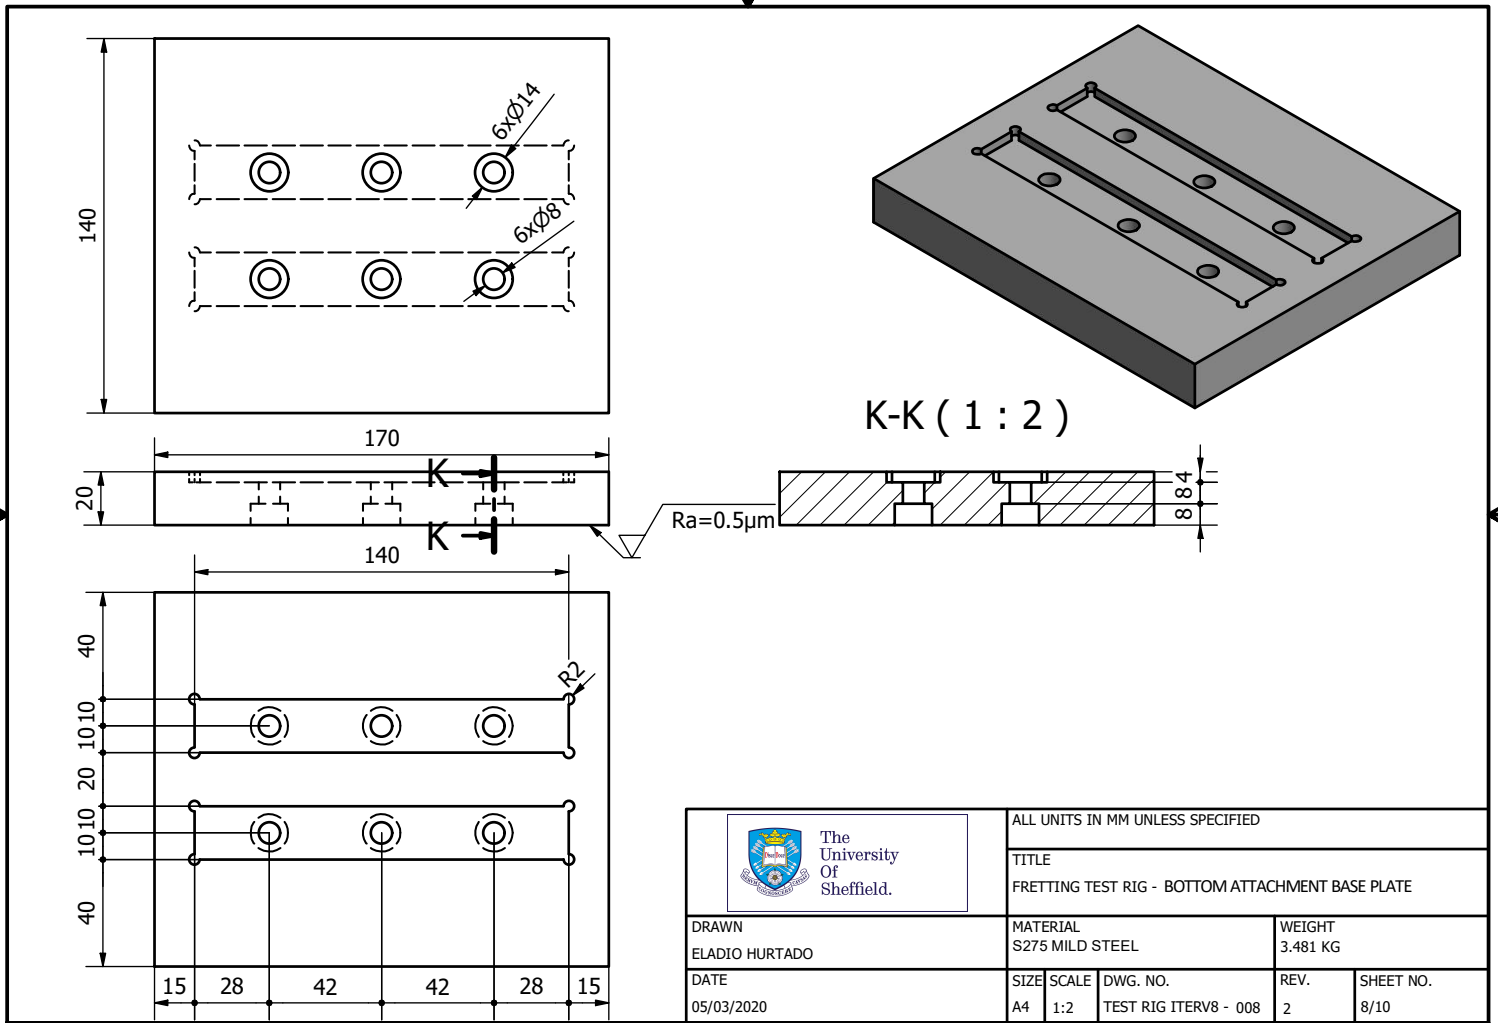 140
6xØ14
6xØ8
K-K ( 1 : 2 )
170
20
K
K
Ra=0.5µm
4
8
8
140
40
10
10
20
10
10
40
R2
15
28
42
42
28
15
The
University
Of
Sheffield.
ALL UNITS IN MM UNLESS SPECIFIED
TITLE
FRETTING TEST RIG - BOTTOM ATTACHMENT BASE PLATE
DRAWN
ELADIO HURTADO
MATERIAL
S275 MILD STEEL
WEIGHT
3.481 KG
DATE
05/03/2020
SIZE
A4
SCALE
1:2
DWG. NO.
TEST RIG ITERV8 - 008
REV.
2
SHEET NO.
8/10